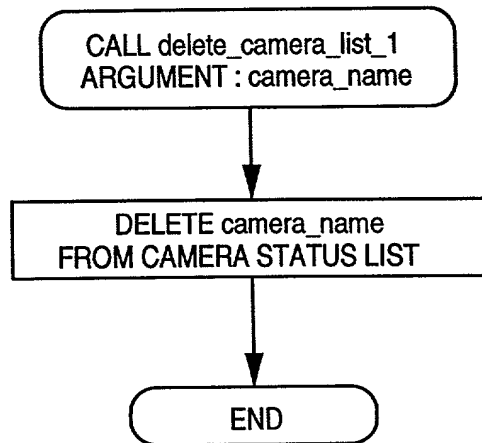 CALL delete_camera_list_1
ARGUMENT : camera_name
DELETE camera_name
FROM CAMERA STATUS LIST
END